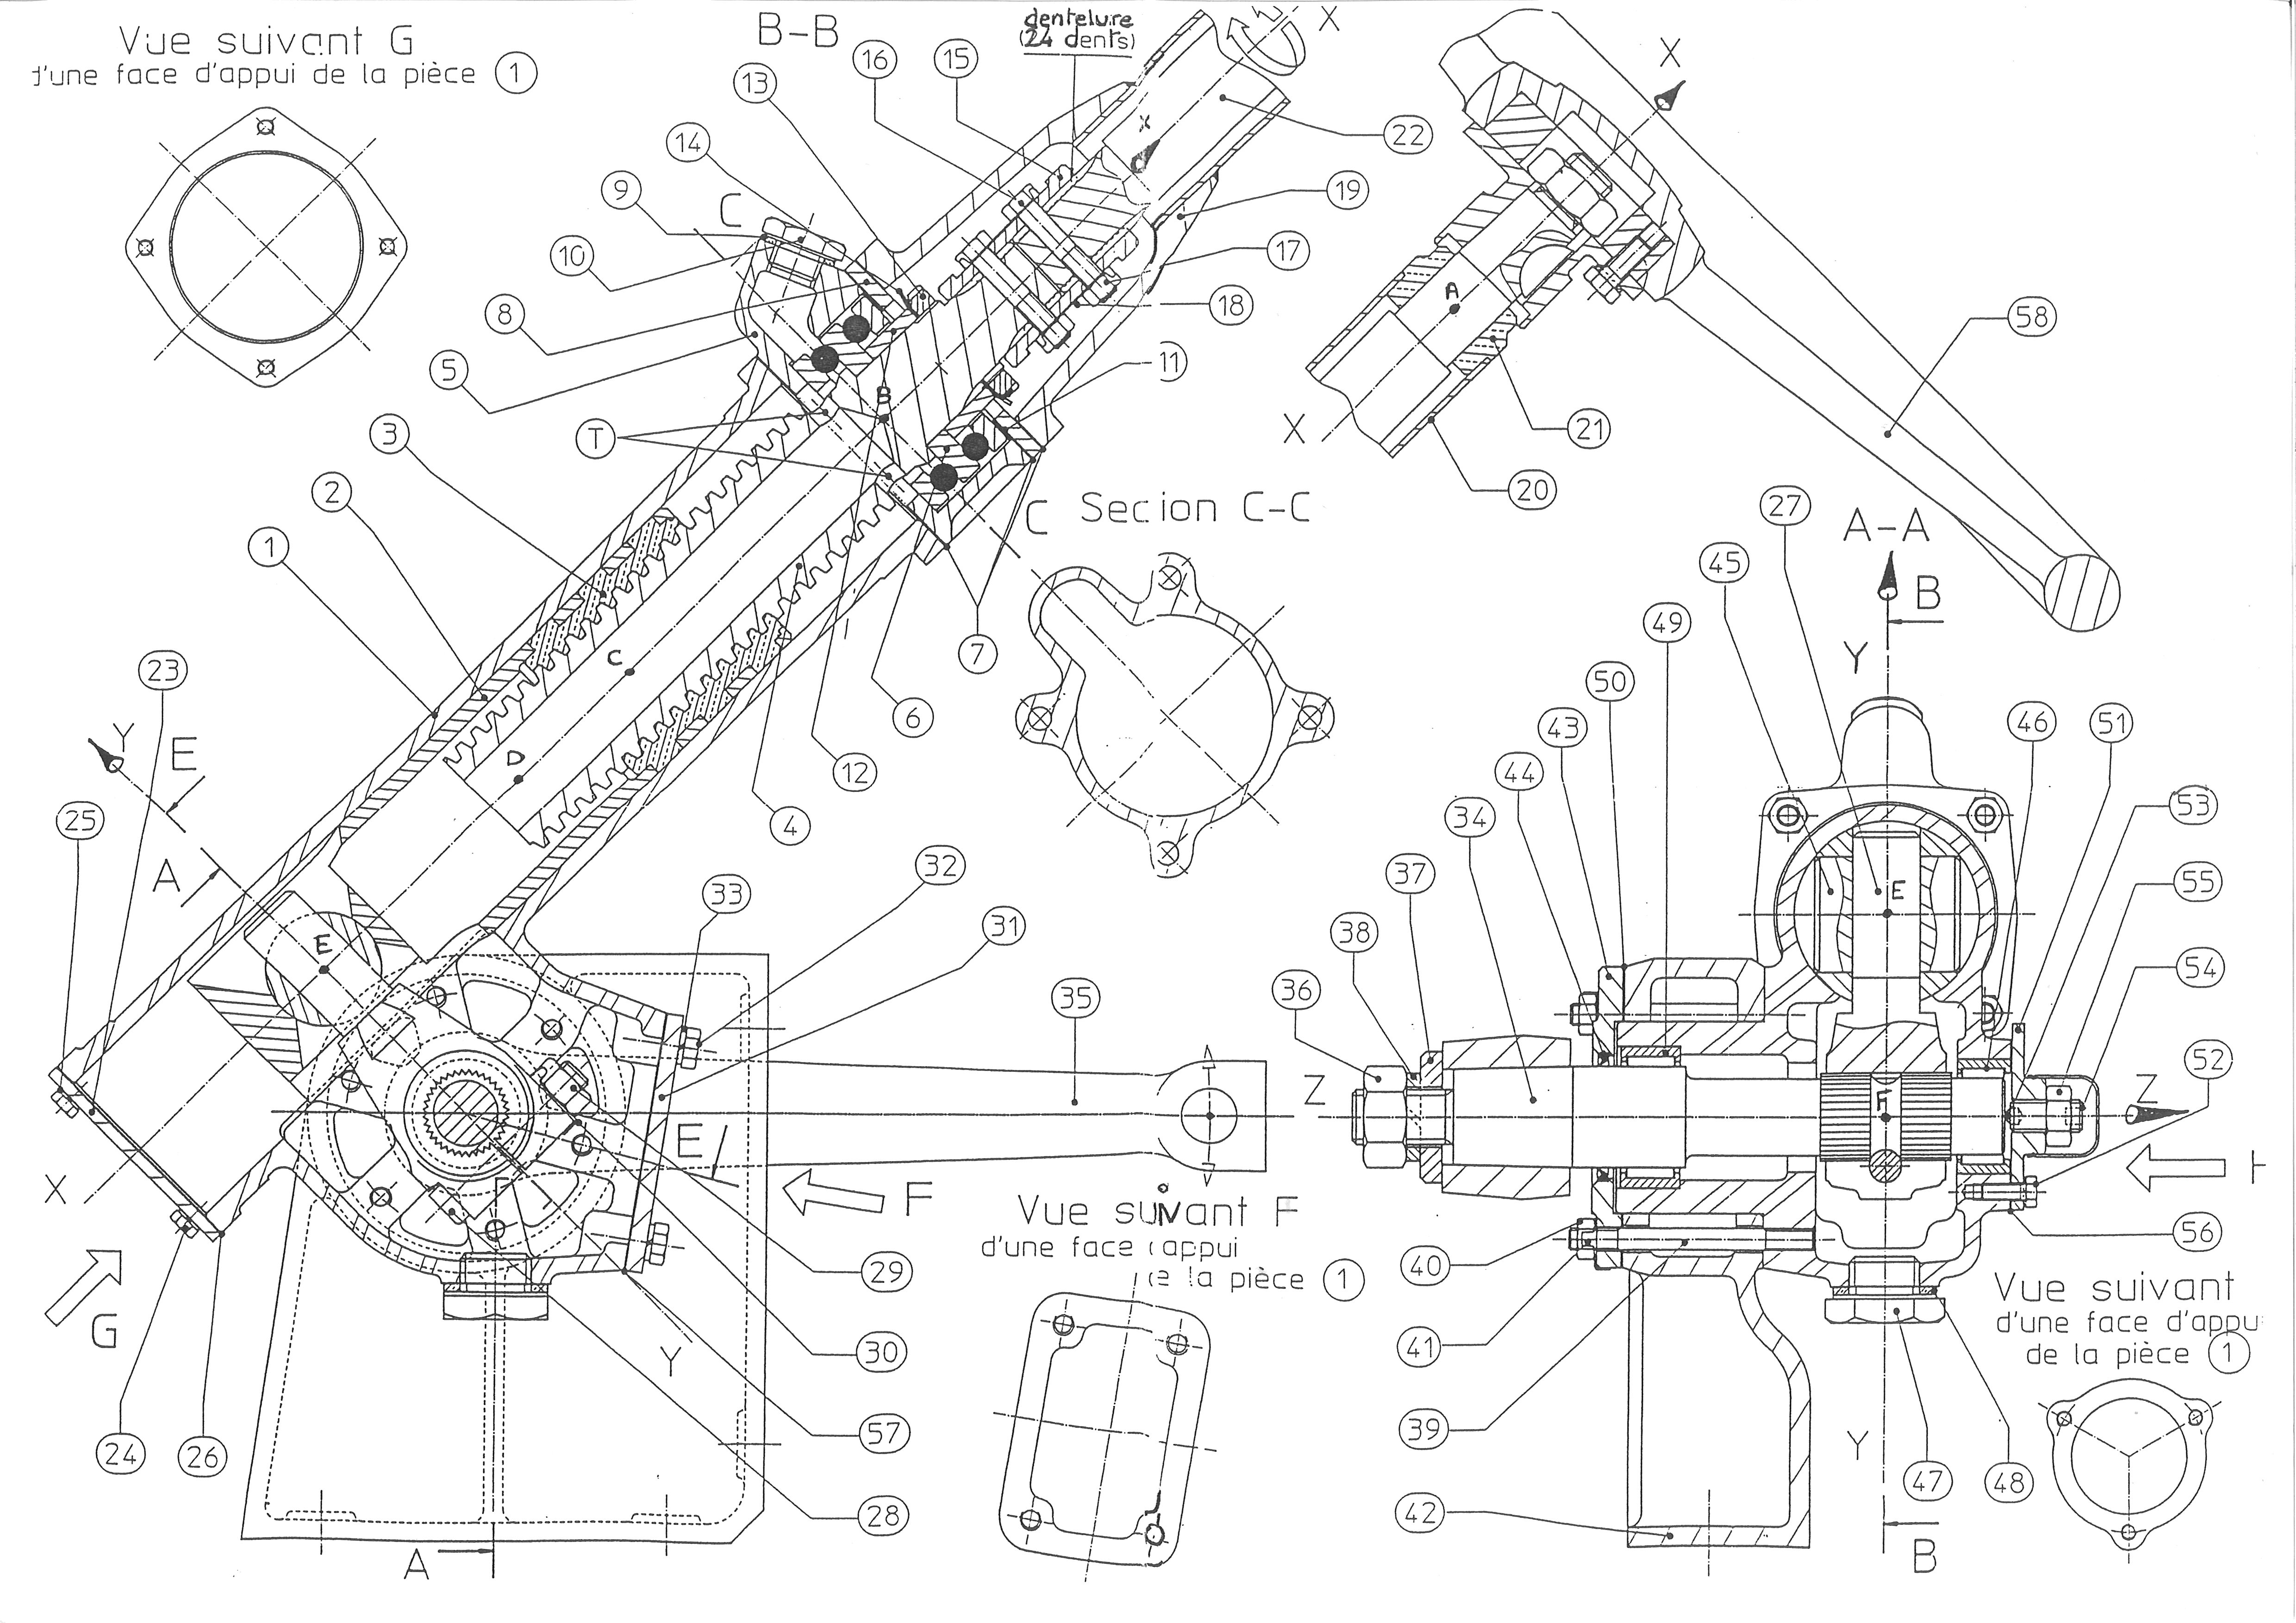 Vue suivant G
d'une face d'appui de la pièce 1
B-B
dentelure
(24 dents)
X
X
16
15
13
14
9
C
10
8
5
T
3
2
1
22
X
19
17
18
11
B
A
X
58
21
20
C
Secion C-C
7
6
12
4
C
D
23
Y
E
A
25
E
32
33
31
35
E
X
F
Vue suivant F
d'une face appui
la pièce 1
G
24
26
29
30
Y
57
28
A
27
A-A
B
45
49
Y
50
43
46
51
44
53
34
37
55
E
38
54
36
52
Z
F
Z
40
56
41
Vue suivant
d'une face d'appu
de la pièce 1
39
Y
47
48
42
B